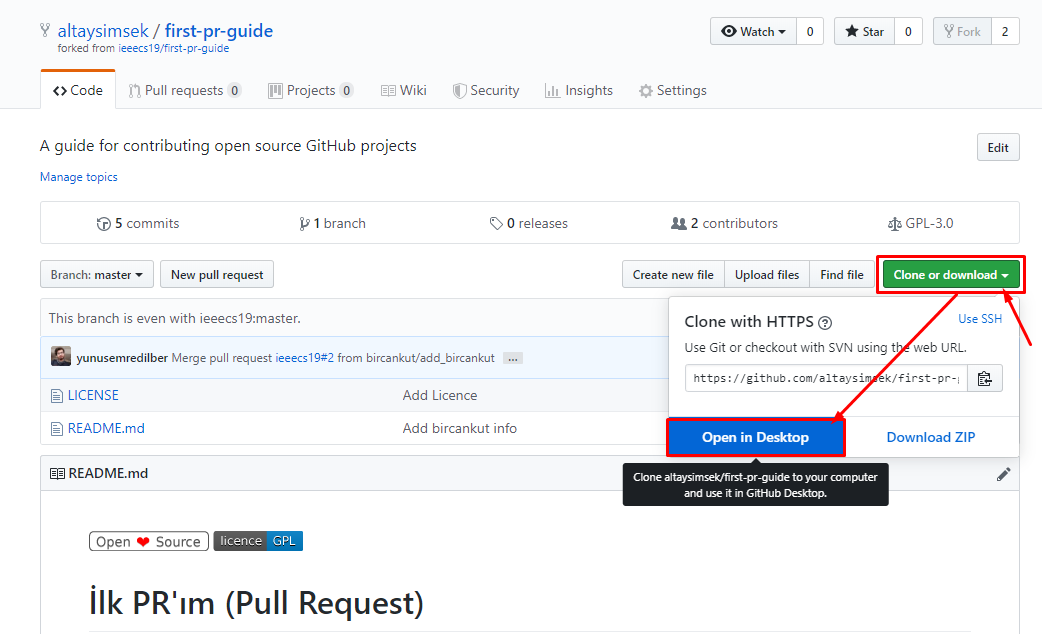 altaysimsek / first-pr-guide
forked from ieeecs19/first-pr-guide
Watch 0 Star 0 Fork 2
Code Pull requests 0 Projects 0 Wiki Security Insights Settings
A guide for contributing open source GitHub projects
Edit
Manage topics
5 commits 1 branch 0 releases 2 contributors GPL-3.0
Branch: master New pull request Create new file Upload files Find file Clone or download
This branch is even with ieeecs19:master.
yunusemredilber Merge pull request ieeecs19#2 from bircankut/add_bircankut ...
LICENSE Add Licence
README.md Add bircankut info
Clone with HTTPS ?
Use SSH
Use Git or checkout with SVN using the web URL.
https://github.com/altaysimsek/first-pr-g
Open in Desktop Download ZIP
Clone altaysimsek/first-pr-guide to your computer
and use it in GitHub Desktop.
README.md
Open ❤ Source licence GPL
İlk PR'ım (Pull Request)